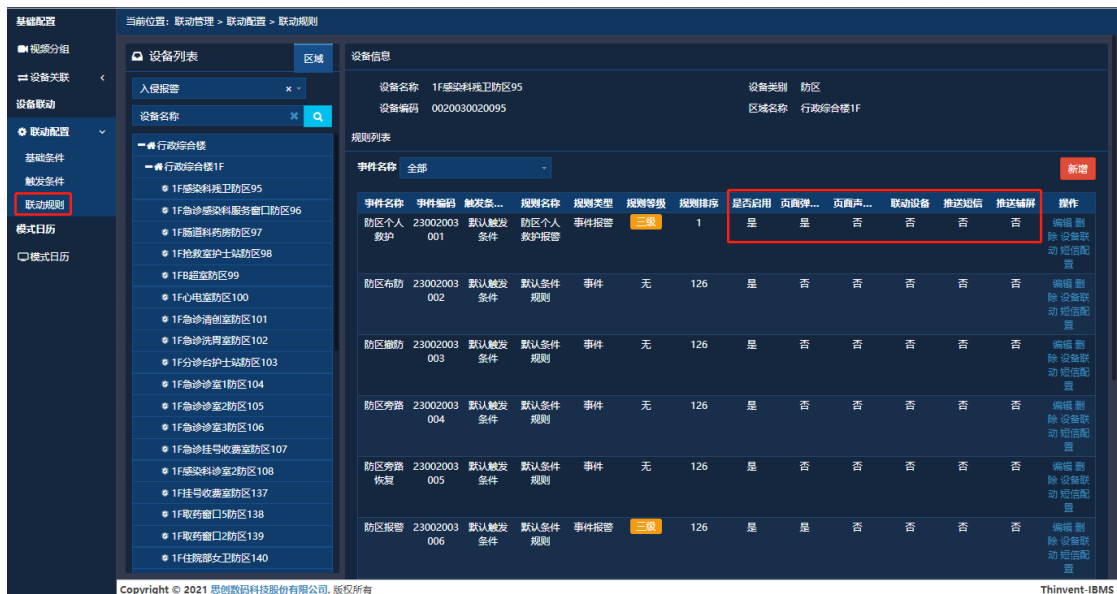 基础配置
当前位置：联动管理 > 联动配置 > 联动规则
视频分组
设备关联
设备联动
联动配置
基础条件
触发条件
联动规则
模式日历
模式日历
设备列表
区域
入侵报警
设备名称
行政综合楼
行政综合楼1F
1F感染科残卫防区95
1F急诊感染科服务窗口防区96
1F肠道科药房防区97
1F抢救室护士站防区98
1FB超室防区99
1F心电室防区100
1F急诊清创室防区101
1F急诊洗胃室防区102
1F分诊台护士站防区103
1F急诊诊室1防区104
1F急诊诊室2防区105
1F急诊诊室3防区106
1F急诊挂号收费室防区107
1F感染科诊室2防区108
1F挂号收费室防区137
1F取药窗口5防区138
1F取药窗口2防区139
1F住院部女卫防区140
设备信息
设备名称 1F感染科残卫防区95 设备类别 防区
设备编码 0020030020095 区域名称 行政综合楼1F
规则列表
事件名称 全部 新增
事件名称 事件编码 触发条... 规则名称 规则类型 规则等级 规则排序 是否启用 页面弹... 页面声... 联动设备 推送短信 推送辅屏 操作
防区个人 23002003 默认触发 防区个人 事件报警 三级 1 是 是 否 否 否 否 编辑 删
救护 001 条件 救护报警 除 设备联
动 短信配
置
防区布防 23002003 默认触发 默认条件 事件 无 126 是 否 否 否 否 否 编辑 删
002 条件 规则 除 设备联
动 短信配
置
防区撤防 23002003 默认触发 默认条件 事件 无 126 是 否 否 否 否 否 编辑 删
003 条件 规则 除 设备联
动 短信配
置
防区旁路 23002003 默认触发 默认条件 事件 无 126 是 否 否 否 否 否 编辑 删
004 条件 规则 除 设备联
动 短信配
置
防区旁路 23002003 默认触发 默认条件 事件 无 126 是 否 否 否 否 否 编辑 删
恢复 005 条件 规则 除 设备联
动 短信配
置
防区报警 23002003 默认触发 默认条件 事件报警 三级 126 是 是 否 否 否 否 编辑 删
006 条件 规则 除 设备联
动 短信配
置
Copyright © 2021 思创数码科技股份有限公司. 版权所有 Thinvent-IBMS